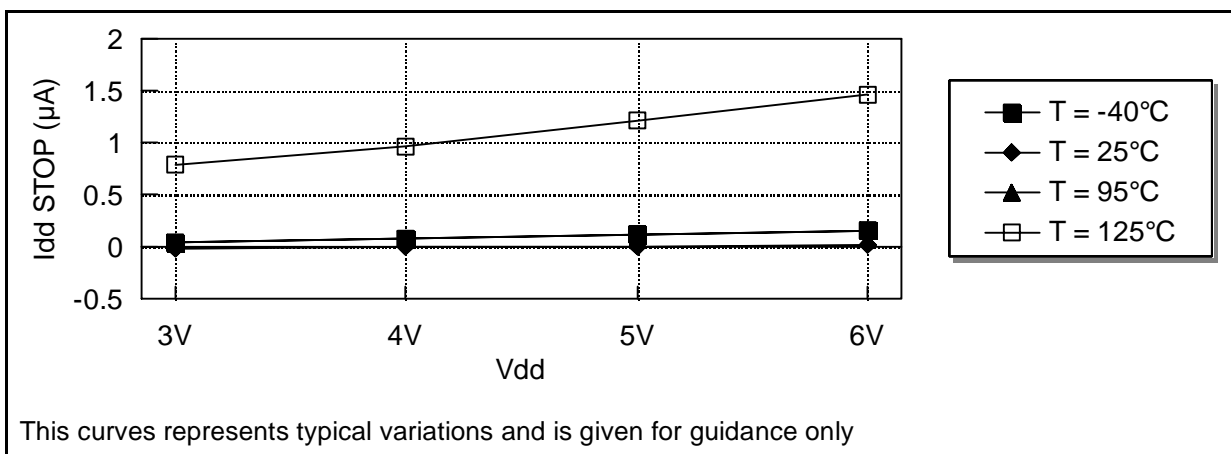 2
1.5
1
0.5
0
-0.5
Idd STOP (µA)
3V
4V
5V
6V
Vdd
T = -40°C
T = 25°C
T = 95°C
T = 125°C
This curves represents typical variations and is given for guidance only